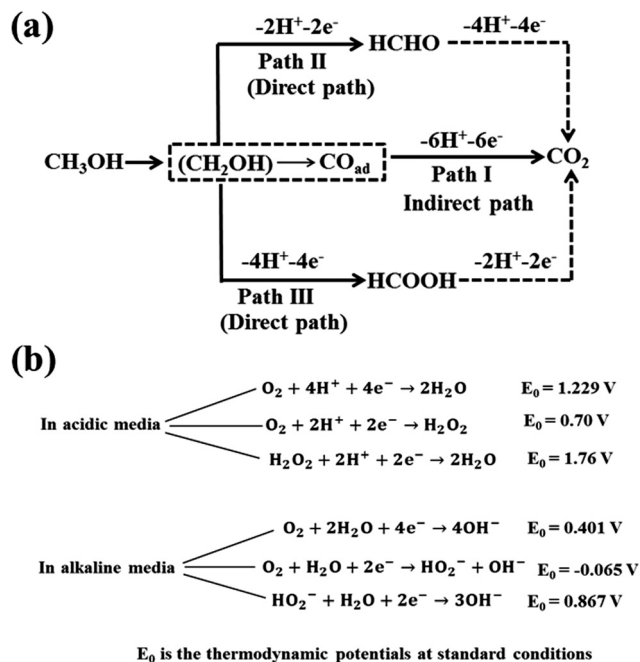 (a)
-2H⁺-2e⁻
HCHO
-4H⁺-4e⁻
Path II
(Direct path)
CH₃OH (CH₂OH) → CO_ad
-6H⁺-6e⁻
CO₂
Path I
Indirect path
-4H⁺-4e⁻
HCOOH
-2H⁺-2e⁻
Path III
(Direct path)
(b)
O₂ + 4H⁺ + 4e⁻ → 2H₂O E₀ = 1.229 V
In acidic media O₂ + 2H⁺ + 2e⁻ → H₂O₂ E₀ = 0.70 V
H₂O₂ + 2H⁺ + 2e⁻ → 2H₂O E₀ = 1.76 V
O₂ + 2H₂O + 4e⁻ → 4OH⁻ E₀ = 0.401 V
In alkaline media O₂ + H₂O + 2e⁻ → HO₂⁻ + OH⁻ E₀ = -0.065 V
HO₂⁻ + H₂O + 2e⁻ → 3OH⁻ E₀ = 0.867 V
E₀ is the thermodynamic potentials at standard conditions